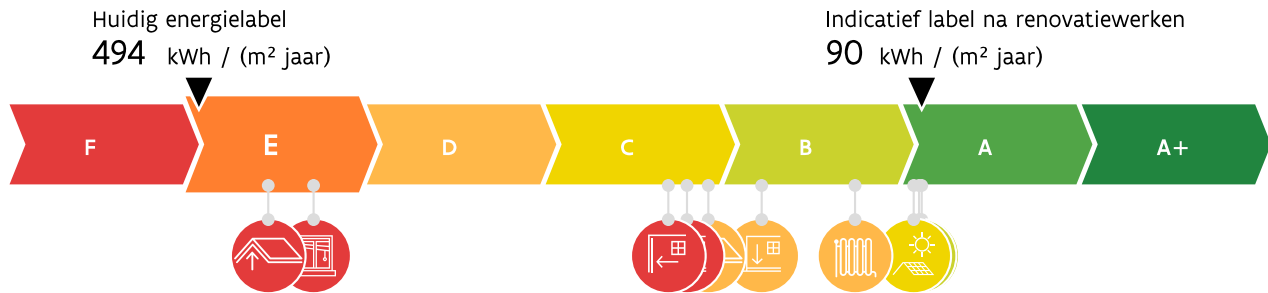 Huidig energielabel
494 kWh / (m² jaar)
Indicatief label na renovatiewerken
90 kWh / (m² jaar)
F E D C B A A+